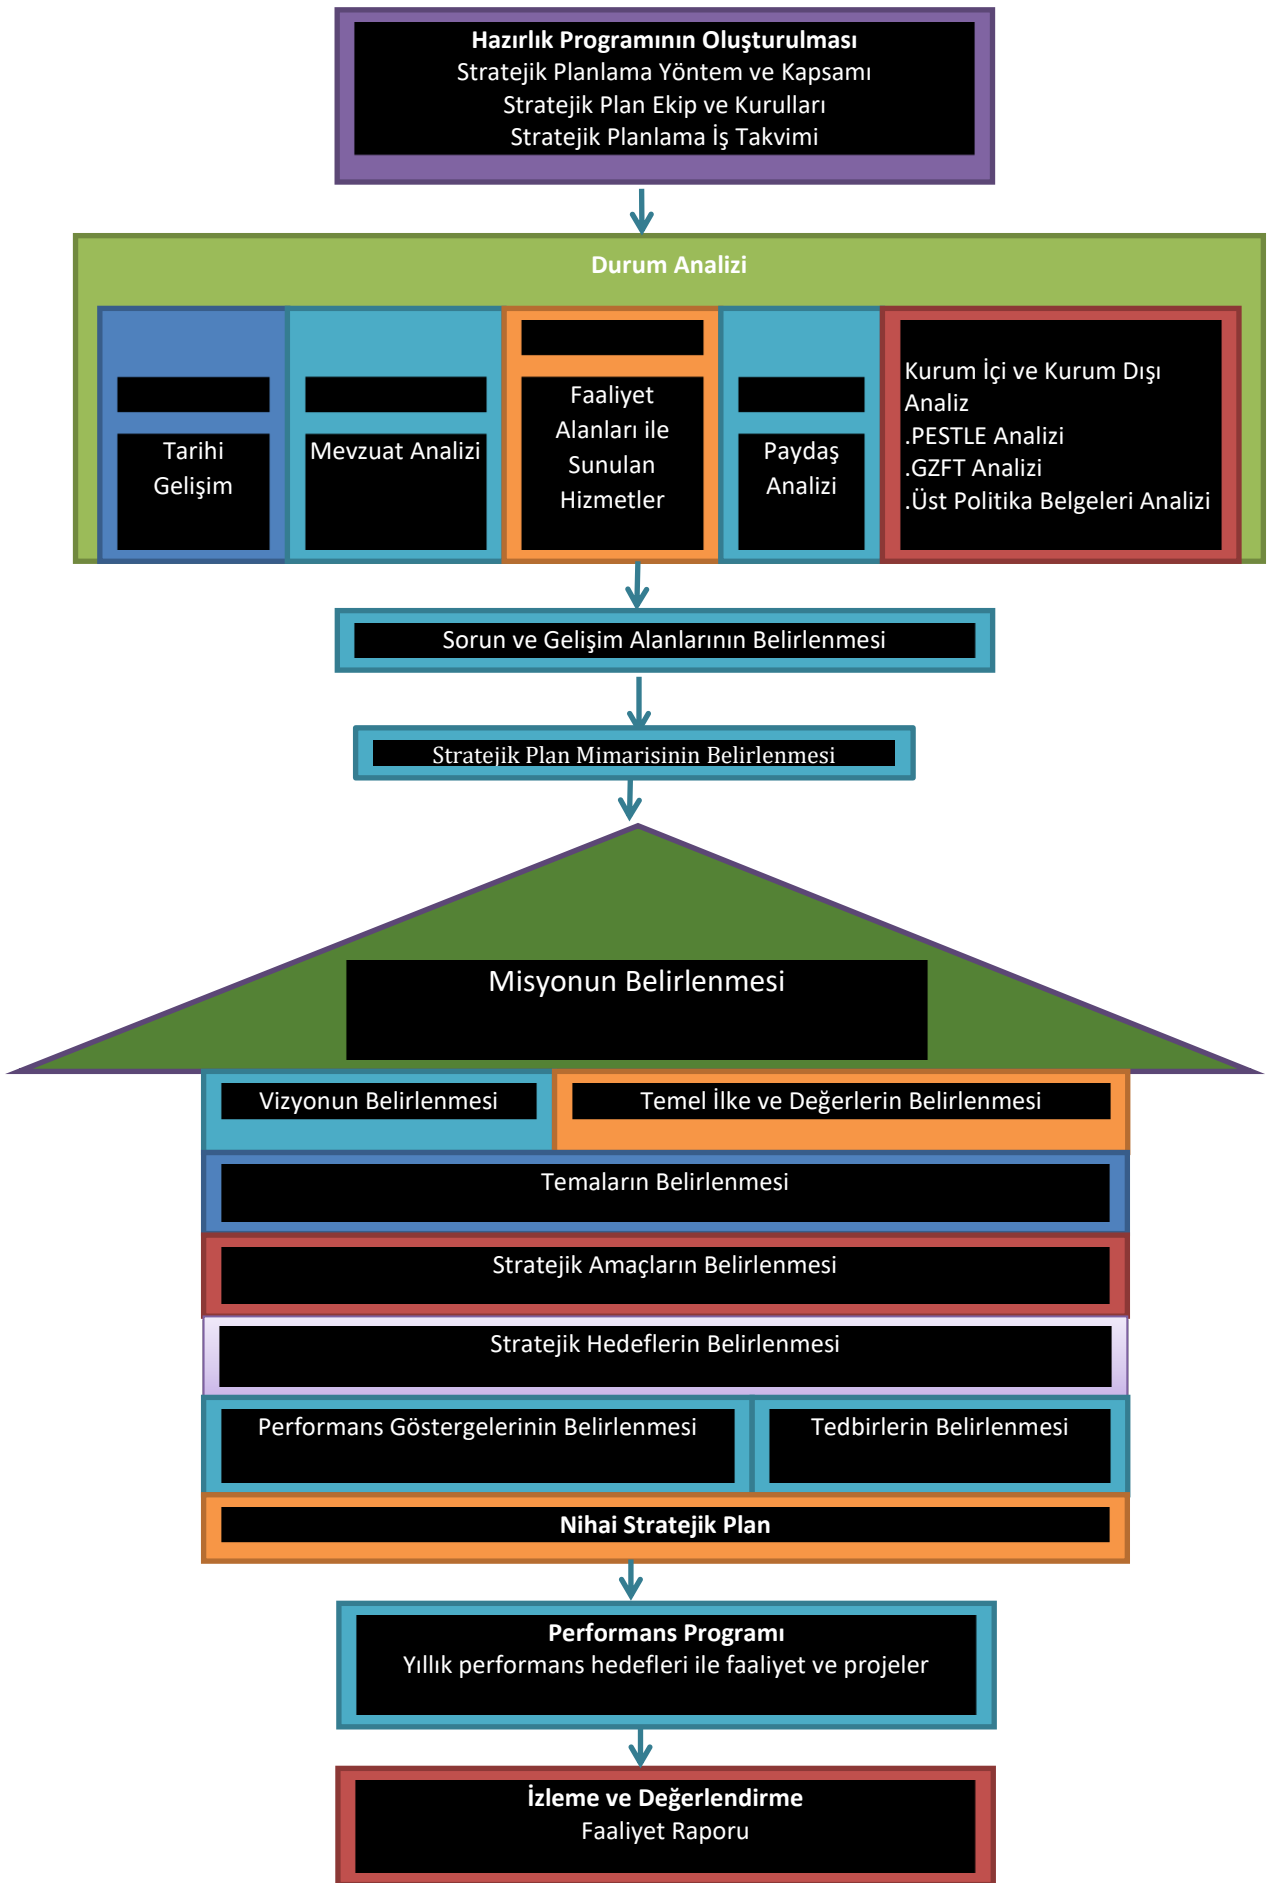 Hazırlık Programının Oluşturulması
Stratejik Planlama Yöntem ve Kapsamı
Stratejik Plan Ekip ve Kurulları
Stratejik Planlama İş Takvimi
Durum Analizi
Tarihi
Gelişim
Mevzuat Analizi
Faaliyet
Alanları ile
Sunulan
Hizmetler
Paydaş
Analizi
Kurum İçi ve Kurum Dışı
Analiz
.PESTLE Analizi
.GZFT Analizi
.Üst Politika Belgeleri Analizi
Sorun ve Gelişim Alanlarının Belirlenmesi
Stratejik Plan Mimarisinin Belirlenmesi
Misyonun Belirlenmesi
Vizyonun Belirlenmesi
Temel İlke ve Değerlerin Belirlenmesi
Temaların Belirlenmesi
Stratejik Amaçların Belirlenmesi
Stratejik Hedeflerin Belirlenmesi
Performans Göstergelerinin Belirlenmesi
Tedbirlerin Belirlenmesi
Nihai Stratejik Plan
Performans Programı
Yıllık performans hedefleri ile faaliyet ve projeler
İzleme ve Değerlendirme
Faaliyet Raporu